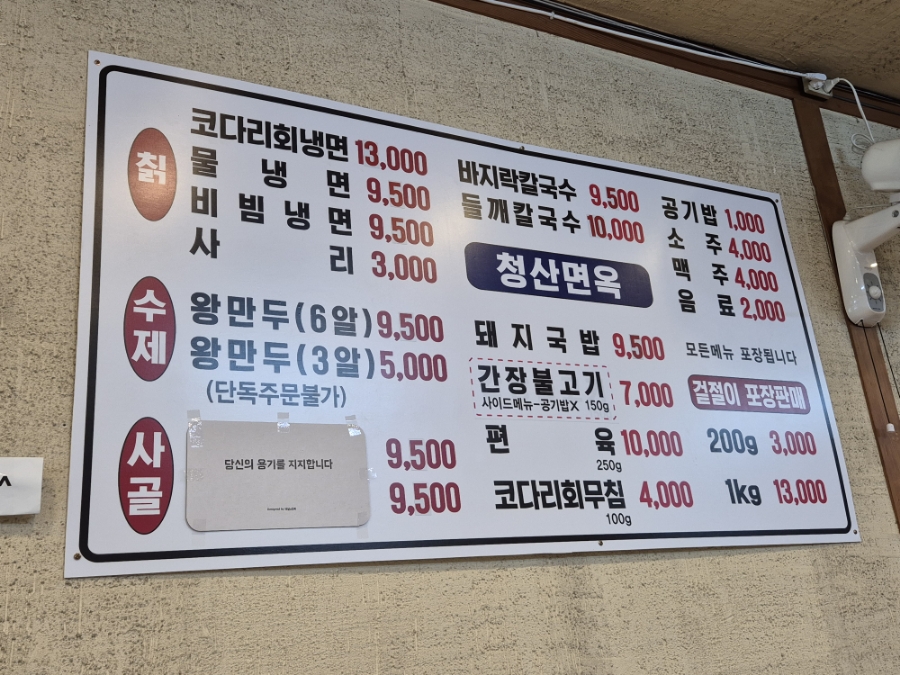 칡
코다리회냉면 13,000
물냉면 9,500
비빔냉면 9,500
사리 3,000
수제
왕만두(6알) 9,500
왕만두(3알) 5,000
(단독주문불가)
사골
당신의 용기를 지지합니다
9,500
9,500
바지락칼국수 9,500
들깨칼국수 10,000
청산면옥
돼지국밥 9,500
간장불고기 7,000
사이드메뉴-공기밥X 150g
편육 10,000
250g
코다리회무침 4,000
100g
공기밥 1,000
소주 4,000
맥주 4,000
음료 2,000
모든메뉴 포장됩니다
겉절이 포장판매
200g 3,000
1kg 13,000